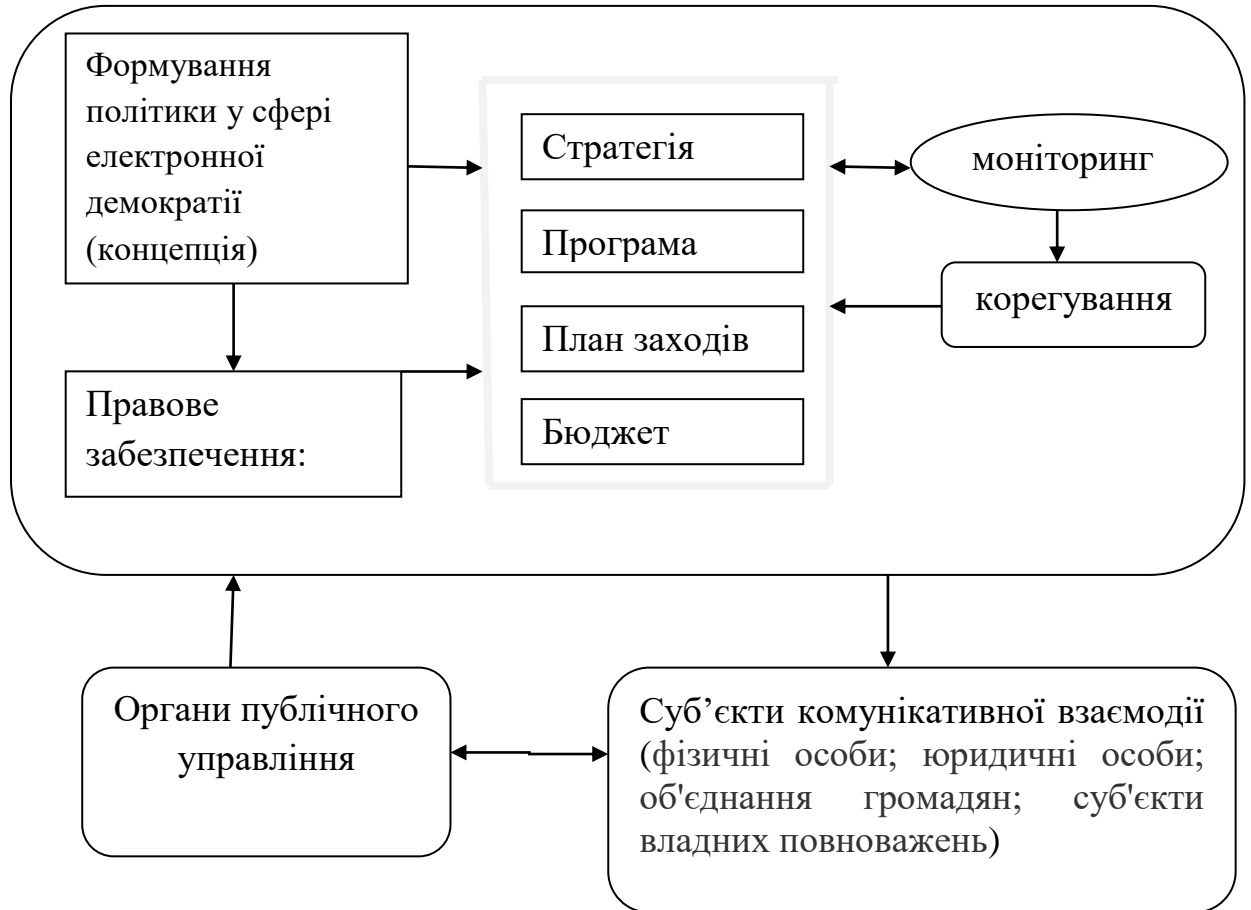 Формування
політики у сфері
електронної
демократії
(концепція)
Правове
забезпечення:
Стратегія
Програма
План заходів
Бюджет
моніторинг
корегування
Органи публічного
управління
Суб’єкти комунікативної взаємодії
(фізичні особи; юридичні особи;
об'єднання громадян; суб'єкти
владних повноважень)